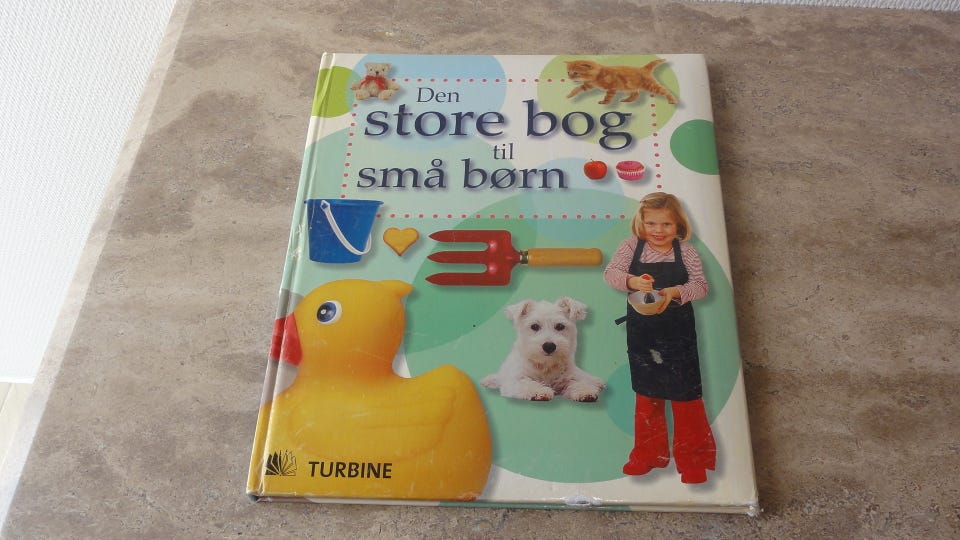 Den
store bog
til
små børn
TURBINE